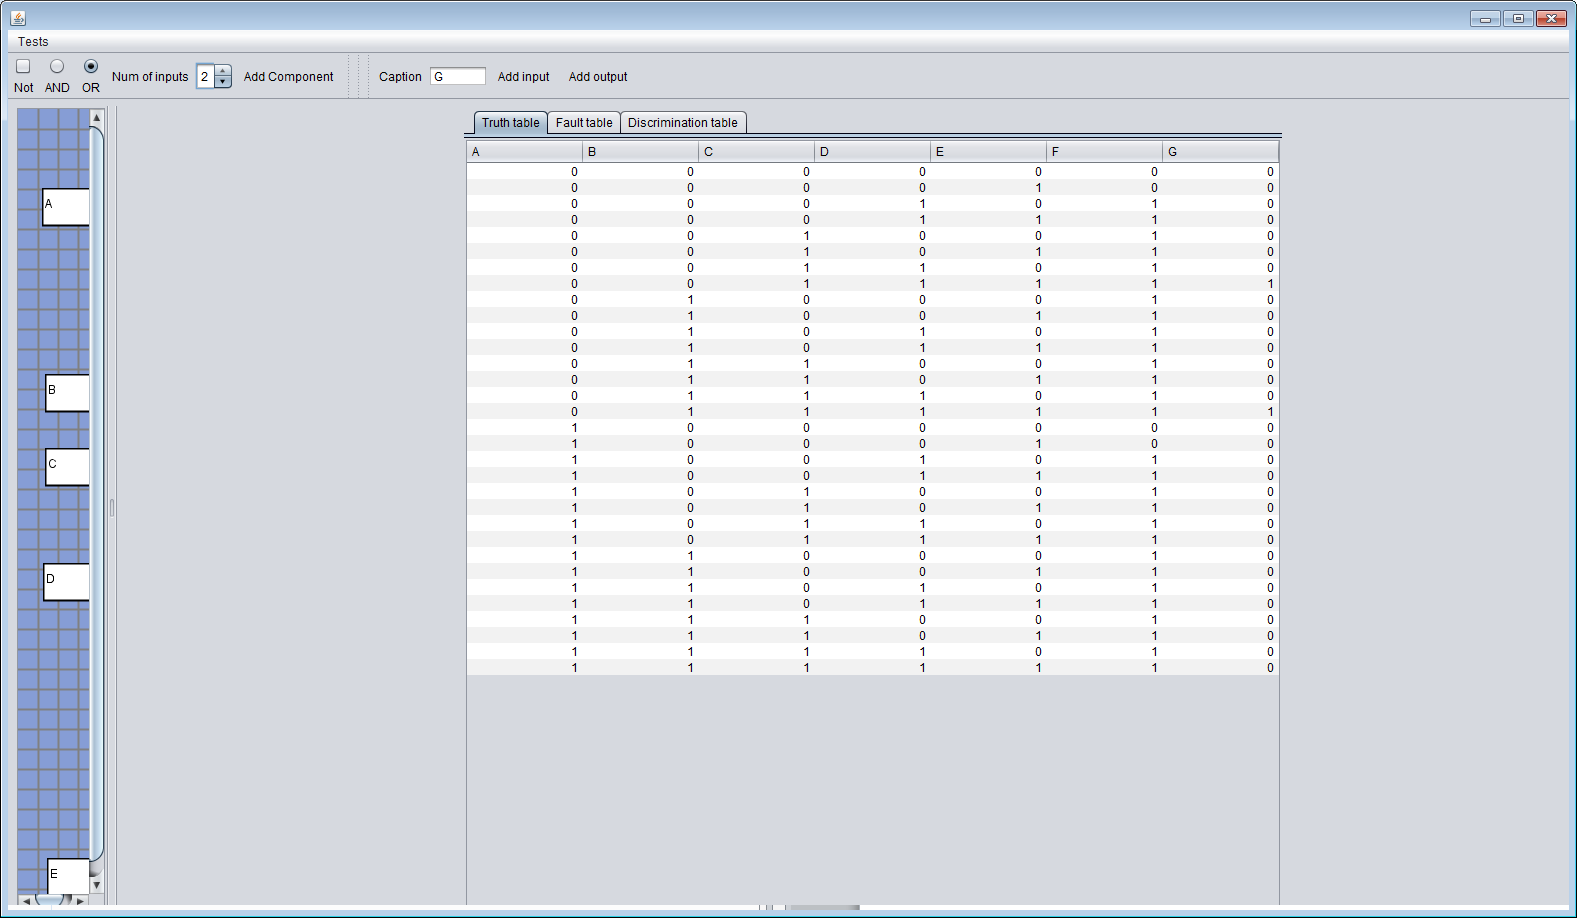 Tests
Not AND OR Num of inputs 2 Add Component Caption G Add input Add output
Truth table Fault table Discrimination table
A B C D E F G
0 0 0 0 0 0 0
0 0 0 0 1 0 0
0 0 0 1 0 1 0
0 0 0 1 1 1 0
0 0 1 0 0 1 0
0 0 1 0 1 1 0
0 0 1 1 0 1 0
0 0 1 1 1 1 1
0 1 0 0 0 1 0
0 1 0 0 1 1 0
0 1 0 1 0 1 0
0 1 0 1 1 1 0
0 1 1 0 0 1 0
0 1 1 0 1 1 0
0 1 1 1 0 1 0
0 1 1 1 1 1 1
1 0 0 0 0 0 0
1 0 0 0 1 0 0
1 0 0 1 0 1 0
1 0 0 1 1 1 0
1 0 1 0 0 1 0
1 0 1 0 1 1 0
1 0 1 1 0 1 0
1 0 1 1 1 1 0
1 1 0 0 0 1 0
1 1 0 0 1 1 0
1 1 0 1 0 1 0
1 1 0 1 1 1 0
1 1 1 0 0 1 0
1 1 1 0 1 1 0
1 1 1 1 0 1 0
1 1 1 1 1 1 0
A
B
C
D
E